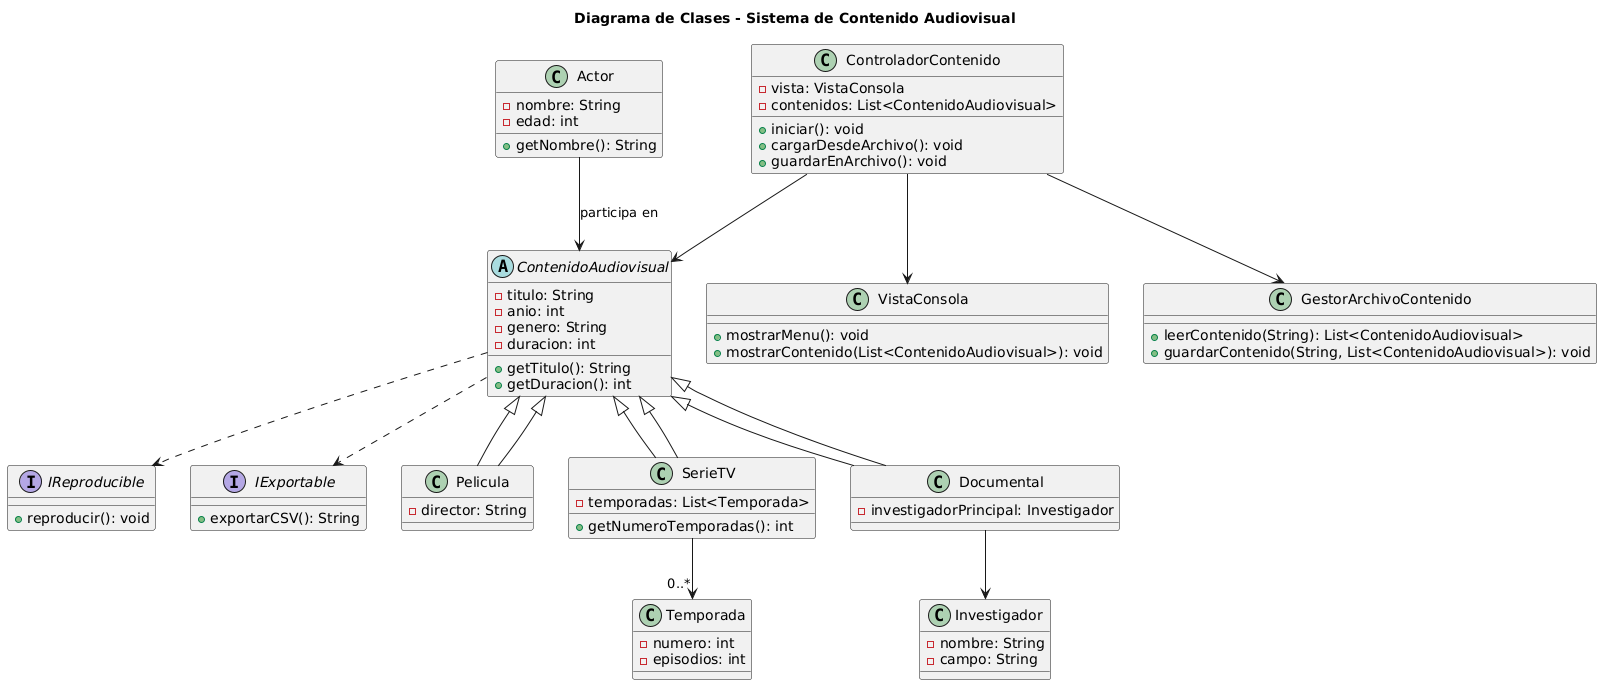 Diagrama de Clases - Sistema de Contenido Audiovisual
C Actor
nombre: String
edad: int
getNombre(): String
C ControladorContenido
vista: VistaConsola
contenidos: List<ContenidoAudiovisual>
iniciar(): void
cargarDesdeArchivo(): void
guardarEnArchivo(): void
participa en
A ContenidoAudiovisual
titulo: String
anio: int
genero: String
duracion: int
getTitulo(): String
getDuracion(): int
C VistaConsola
mostrarMenu(): void
mostrarContenido(List<ContenidoAudiovisual>): void
C GestorArchivoContenido
leerContenido(String): List<ContenidoAudiovisual>
guardarContenido(String, List<ContenidoAudiovisual>): void
I IReproducible
reproducir(): void
I IExportable
exportarCSV(): String
C Pelicula
director: String
C SerieTV
temporadas: List<Temporada>
getNumeroTemporadas(): int
C Documental
investigadorPrincipal: Investigador
0..*
C Temporada
numero: int
episodios: int
C Investigador
nombre: String
campo: String